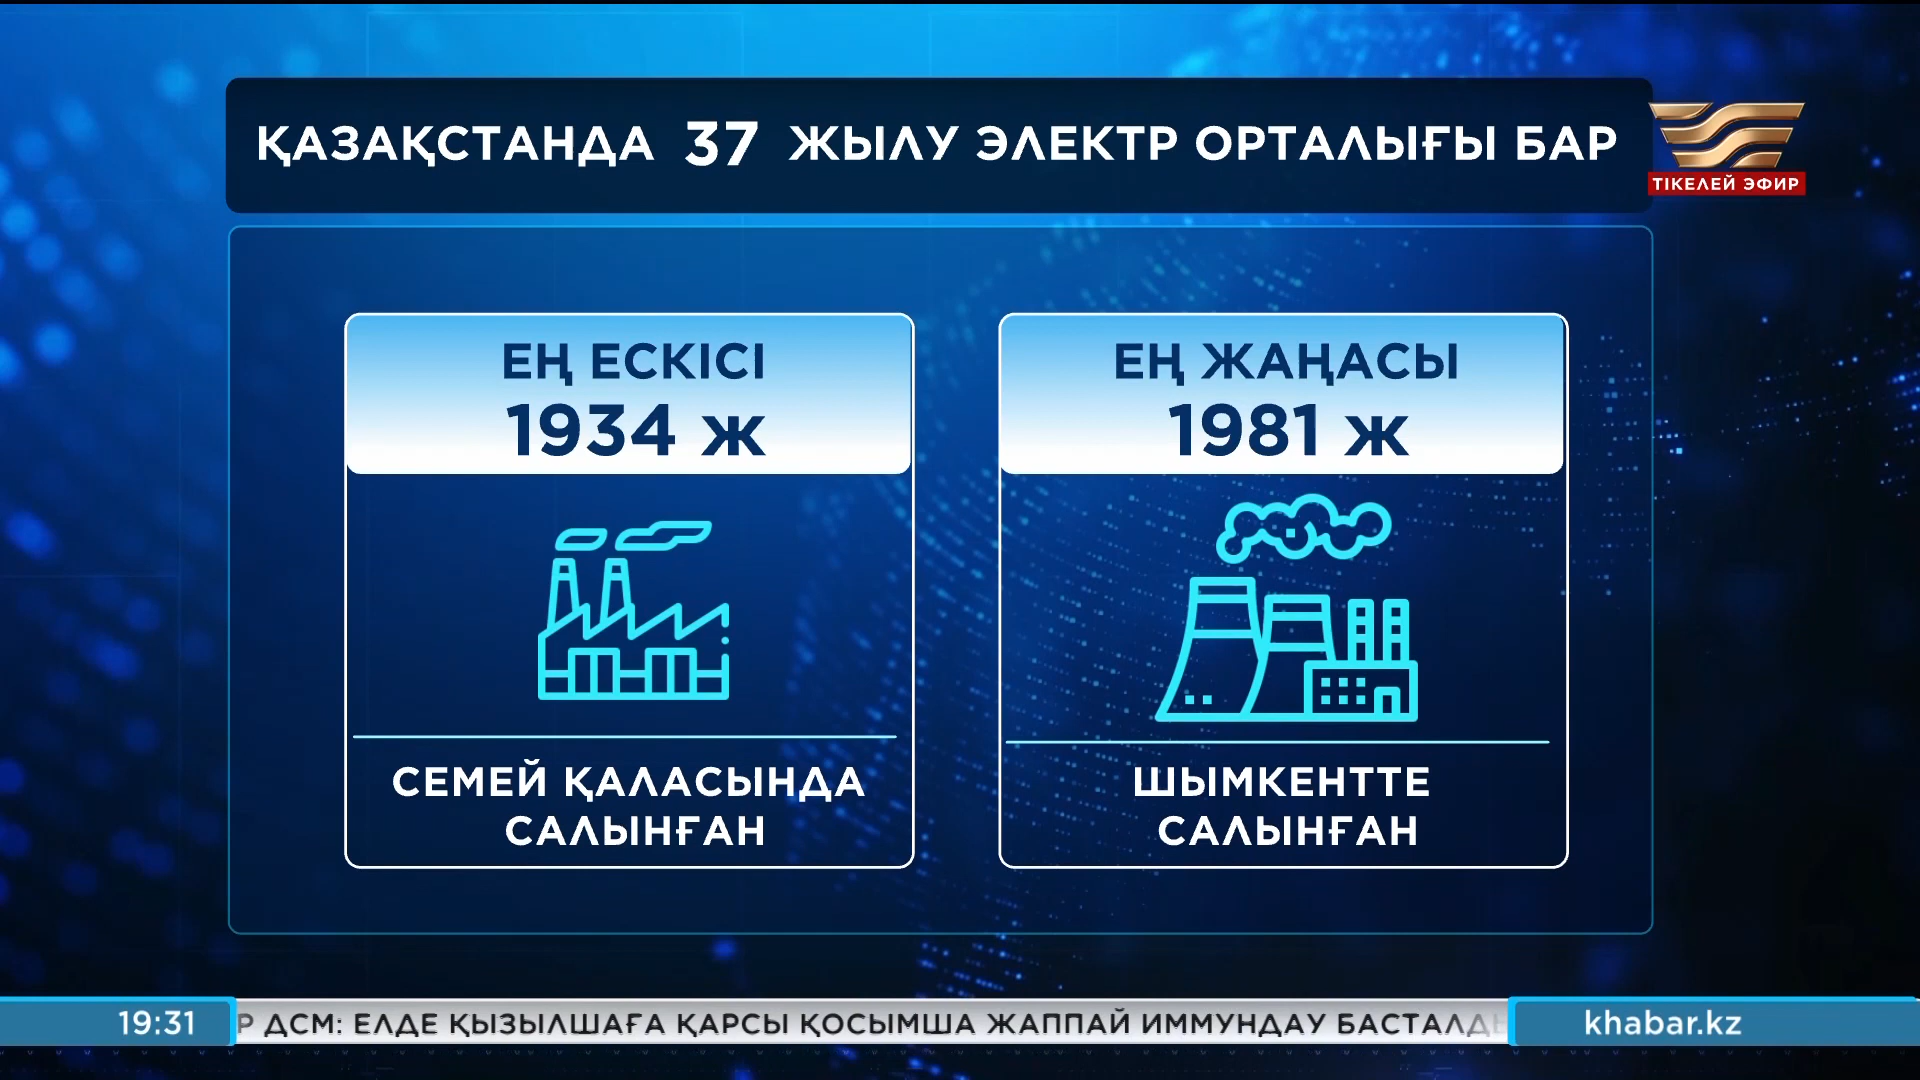 ҚАЗАҚСТАНДА 37 ЖЫЛУ ЭЛЕКТР ОРТАЛЫҒЫ БАР
ТІКЕЛЕЙ ЭФИР
ЕҢ ЕСКІСІ
1934 Ж
СЕМЕЙ ҚАЛАСЫНДА
САЛЫНҒАН
ЕҢ ЖАҢАСЫ
1981 Ж
ШЫМКЕНТТЕ
САЛЫНҒАН
19:31
Р ДСМ: ЕЛДЕ ҚЫЗЫЛШАҒА ҚАРСЫ ҚОСЫМША ЖАППАЙ ИММУНДАУ БАСТАЛД
khabar.kz